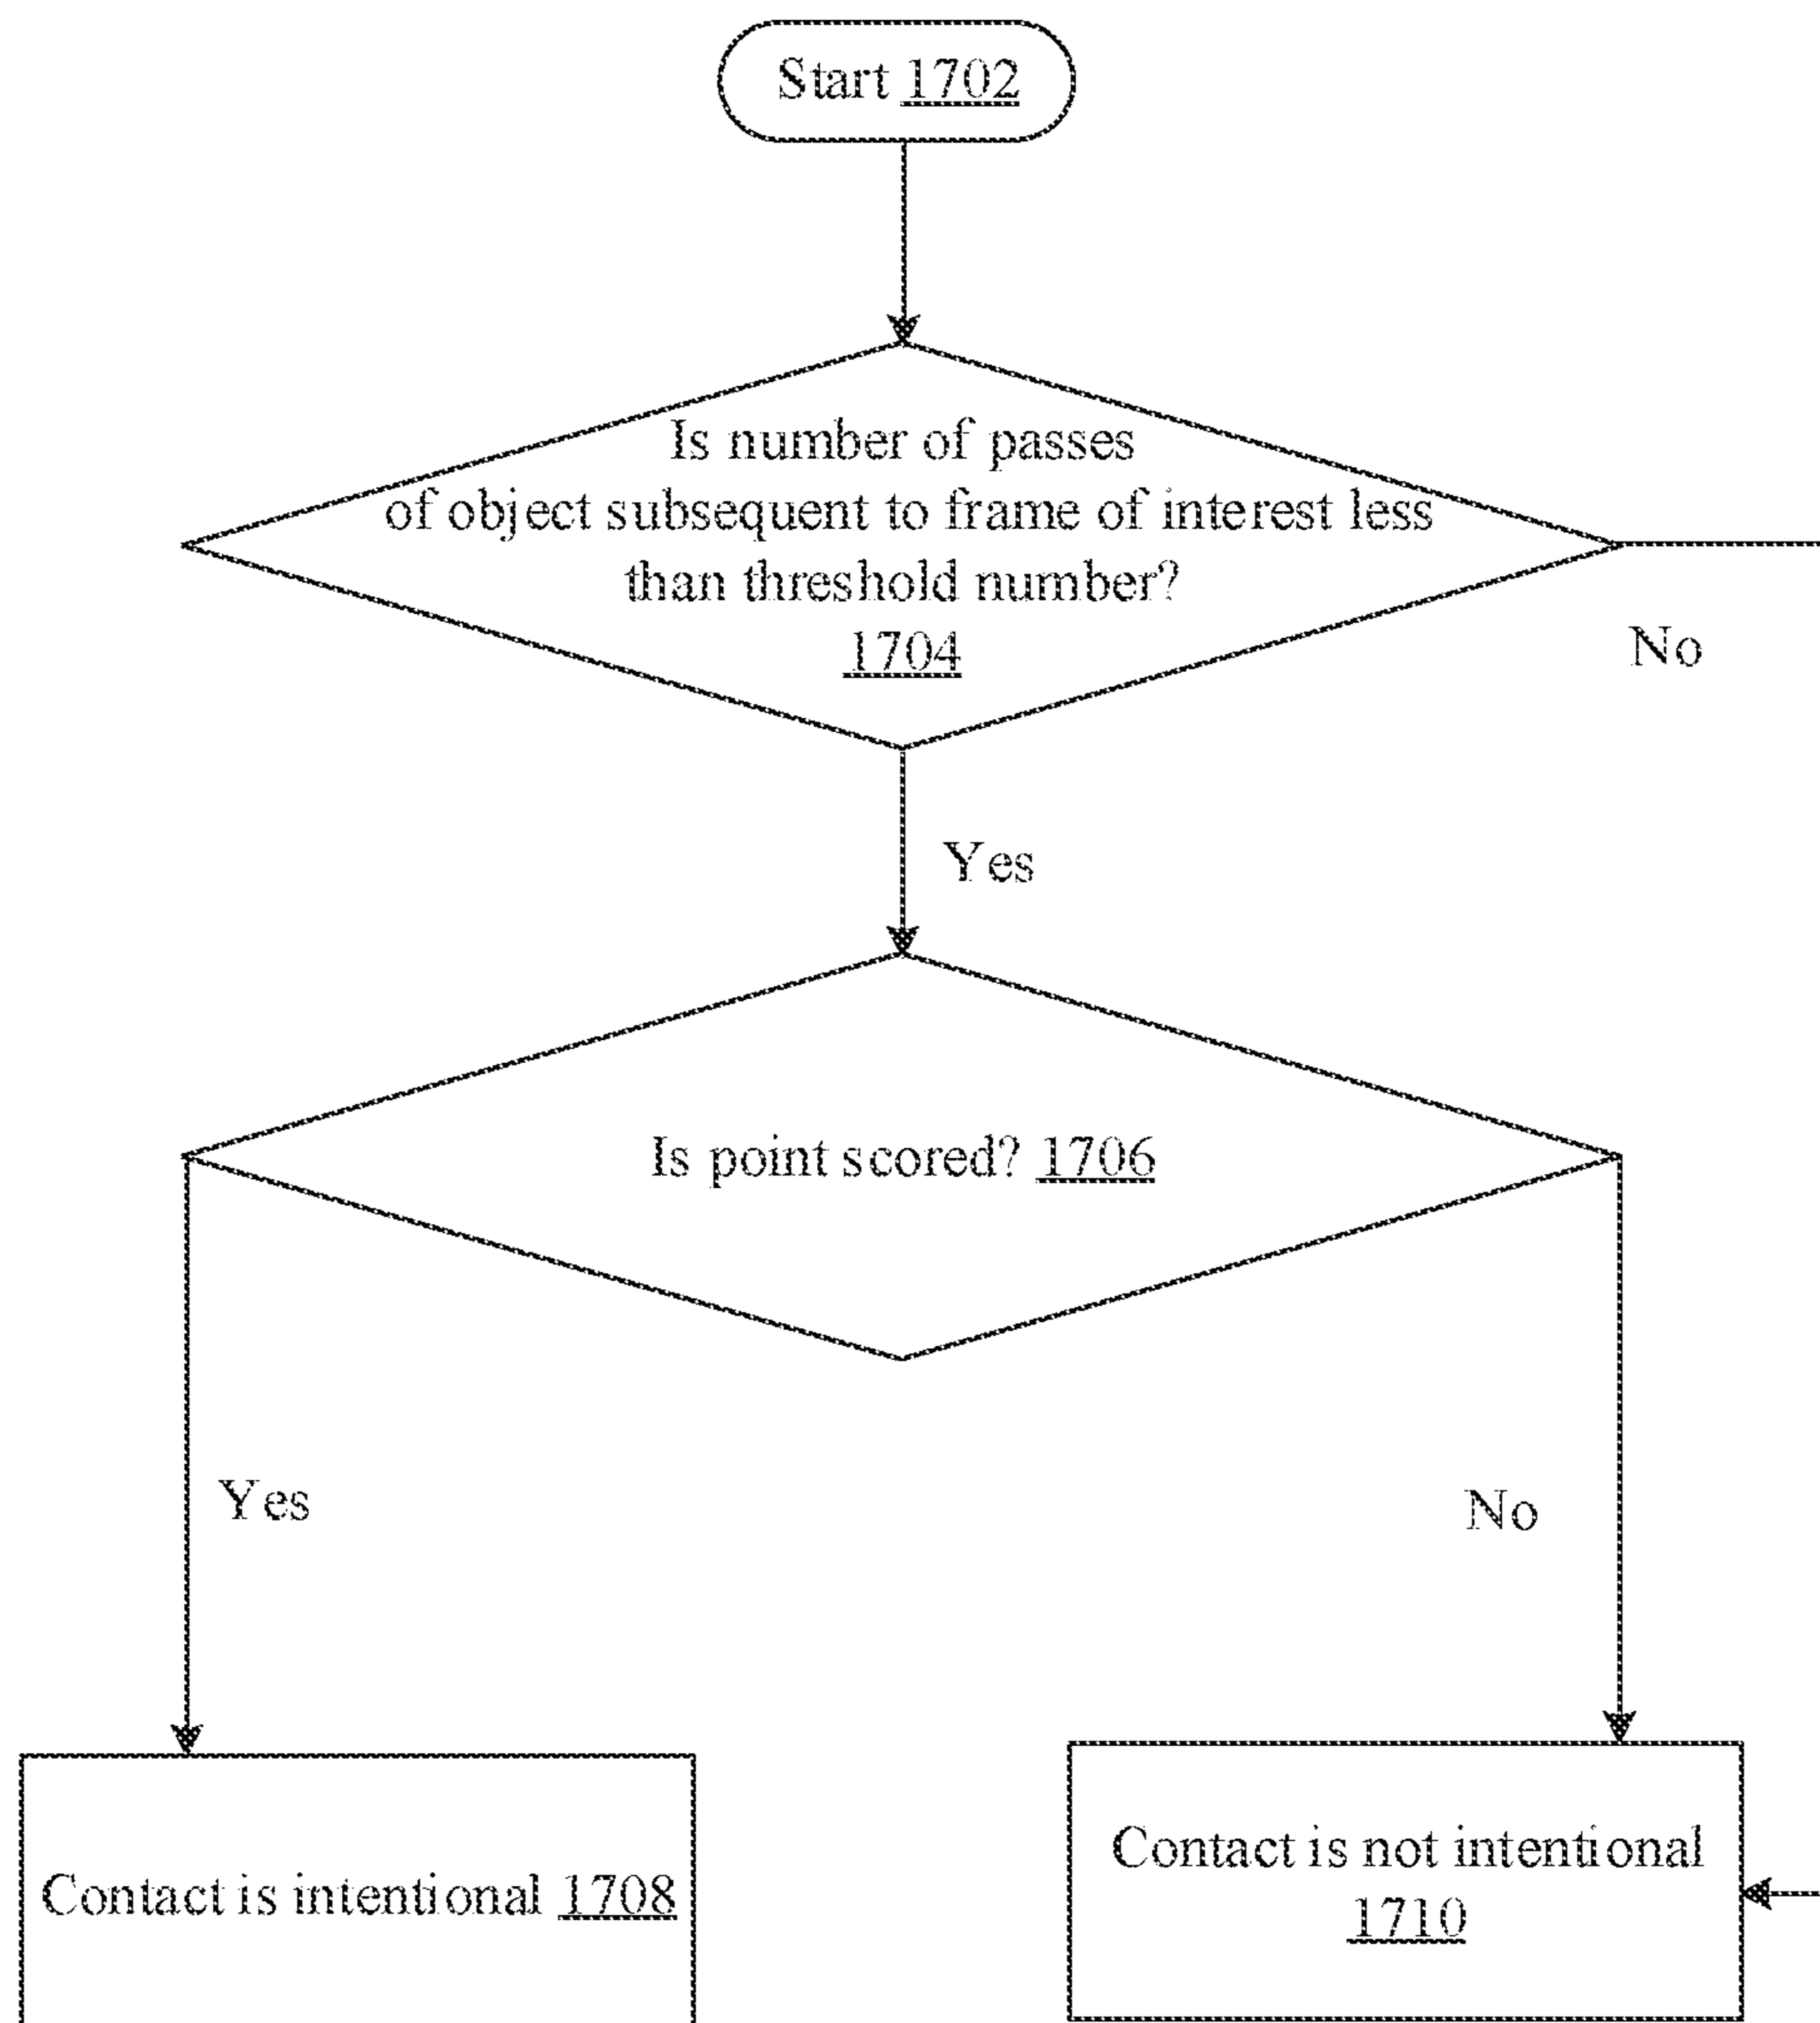 Start 1702
Is number of passes
of object subsequent to frame of interest less
than threshold number?
1704
No
Yes
Is point scored? 1706
Yes
No
Contact is intentional 1708
Contact is not intentional
1710